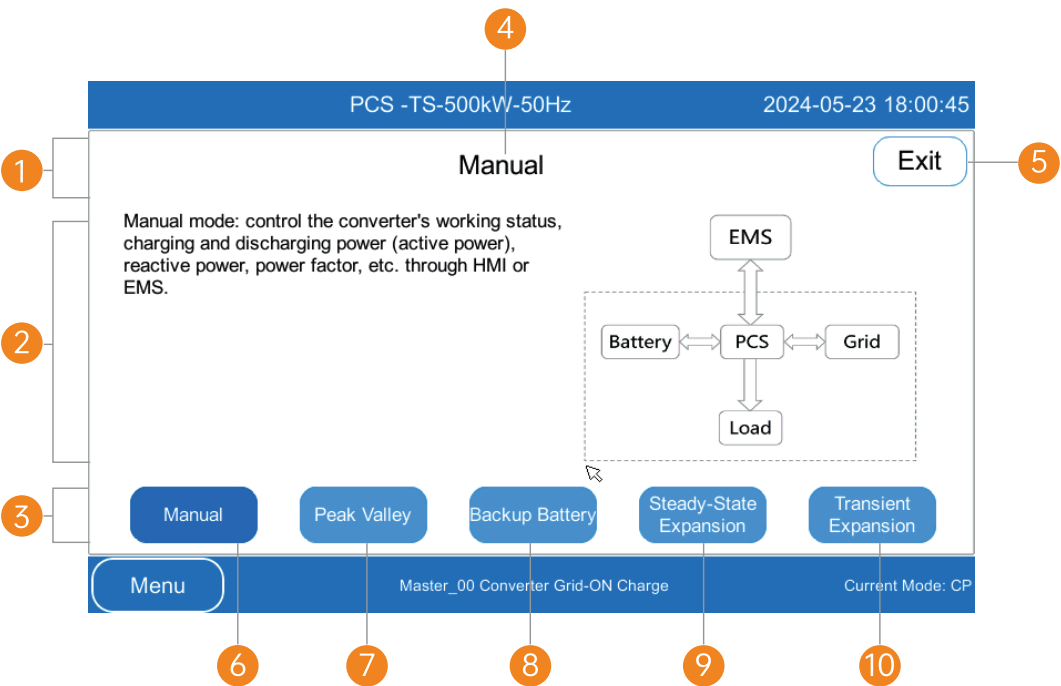 4
PCS -TS-500kW-50Hz
2024-05-23 18:00:45
1
Manual
Exit
5
Manual mode: control the converter's working status,
charging and discharging power (active power),
reactive power, power factor, etc. through HMI or
EMS.
EMS
2
Battery
PCS
Grid
Load
3
Manual
Peak Valley
Backup Battery
Steady-State
Expansion
Transient
Expansion
Menu
Master_00 Converter Grid-ON Charge
Current Mode: CP
6
7
8
9
10